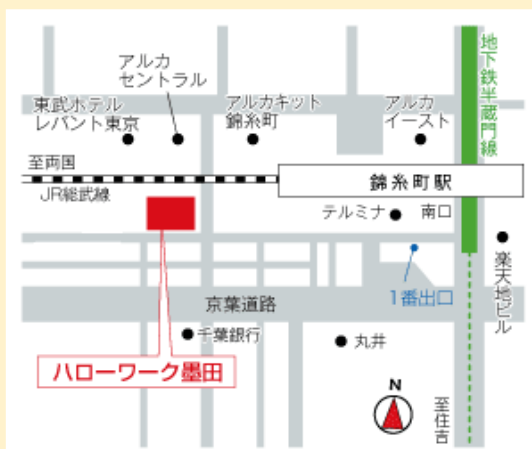 アルカ
セントラル
東武ホテル
レバント東京
アルカキット
錦糸町
アルカ
イースト
地下鉄半蔵門線
至両国
JR総武線
錦糸町駅
テルミナ
南口
1番出口
楽天地ビル
京葉道路
千葉銀行
丸井
ハローワーク墨田
N
至住吉